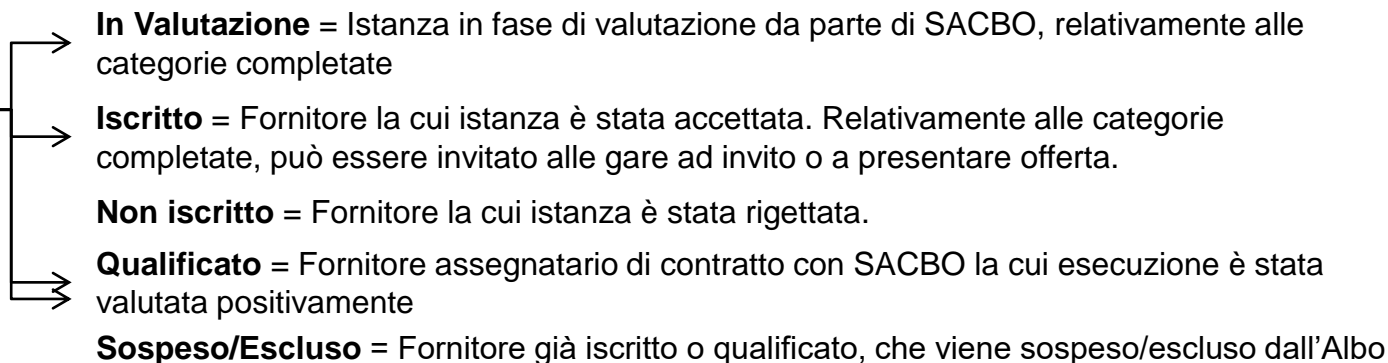 In Valutazione = Istanza in fase di valutazione da parte di SACBO, relativamente alle
categorie completate
Iscritto = Fornitore la cui istanza è stata accettata. Relativamente alle categorie
completate, può essere invitato alle gare ad invito o a presentare offerta.
Non iscritto = Fornitore la cui istanza è stata rigettata.
Qualificato = Fornitore assegnatario di contratto con SACBO la cui esecuzione è stata
valutata positivamente
Sospeso/Escluso = Fornitore già iscritto o qualificato, che viene sospeso/escluso dall'Albo